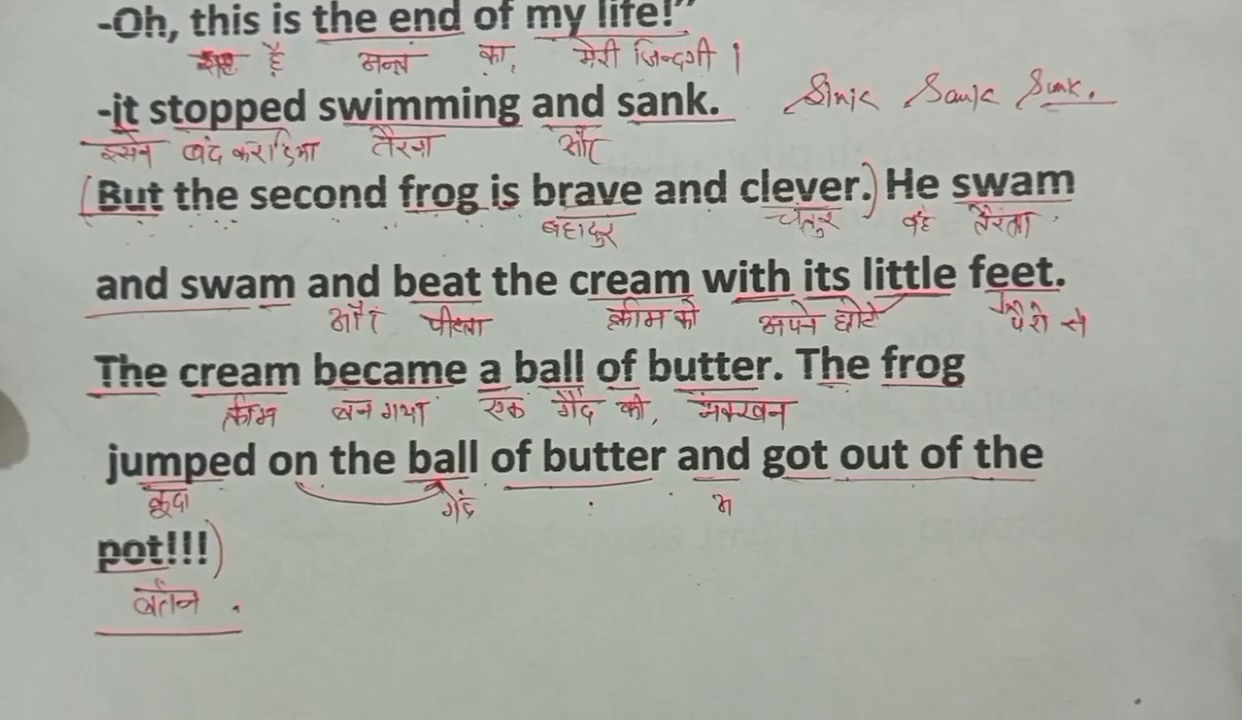 -Oh, this is the end of my life!”
है अन्त का, मेरी जिन्दगी ।
-it stopped swimming and sank. Sink Sank Sunk.
इसने बंद कर दिया तैरना और
(But the second frog is brave and clever.) He swam
बहादुर चतुर वह तैरता
and swam and beat the cream with its little feet.
और पीटता क्रीम को अपने छोटे पैरो से
The cream became a ball of butter. The frog
क्रीम बन गया एक गेंद की, मक्खन
jumped on the ball of butter and got out of the
कूदा गेंद
pot!!!)
बर्तन .